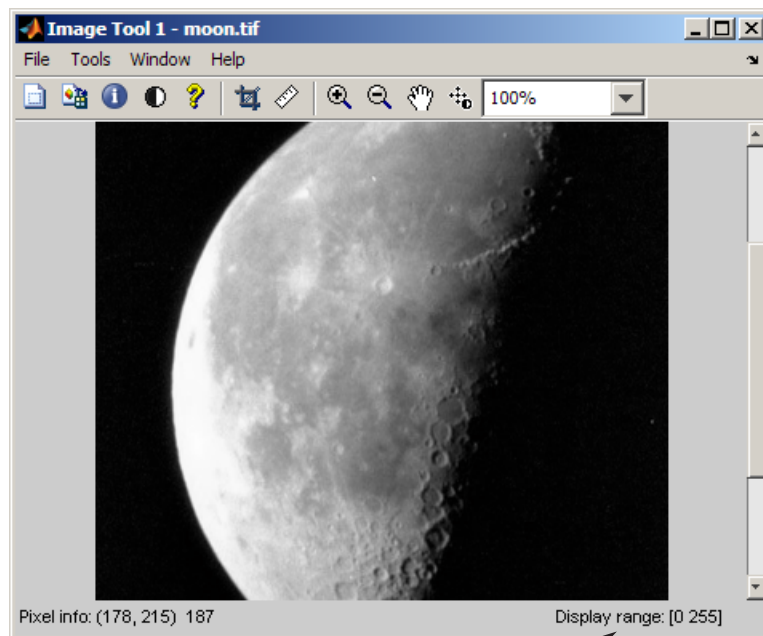 Image Tool 1 - moon.tif
File Tools Window Help
100%
Pixel info: (178, 215) 187 Display range: [0 255]